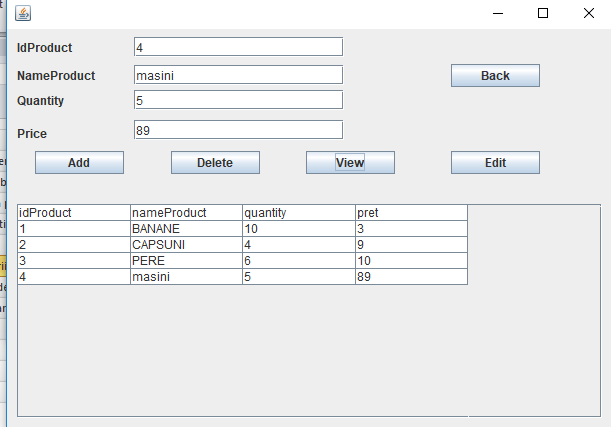 IdProduct 4
NameProduct masini Back
Quantity 5
Price 89
Add Delete View Edit
idProduct nameProduct quantity pret
1 BANANE 10 3
2 CAPSUNI 4 9
3 PERE 6 10
4 masini 5 89